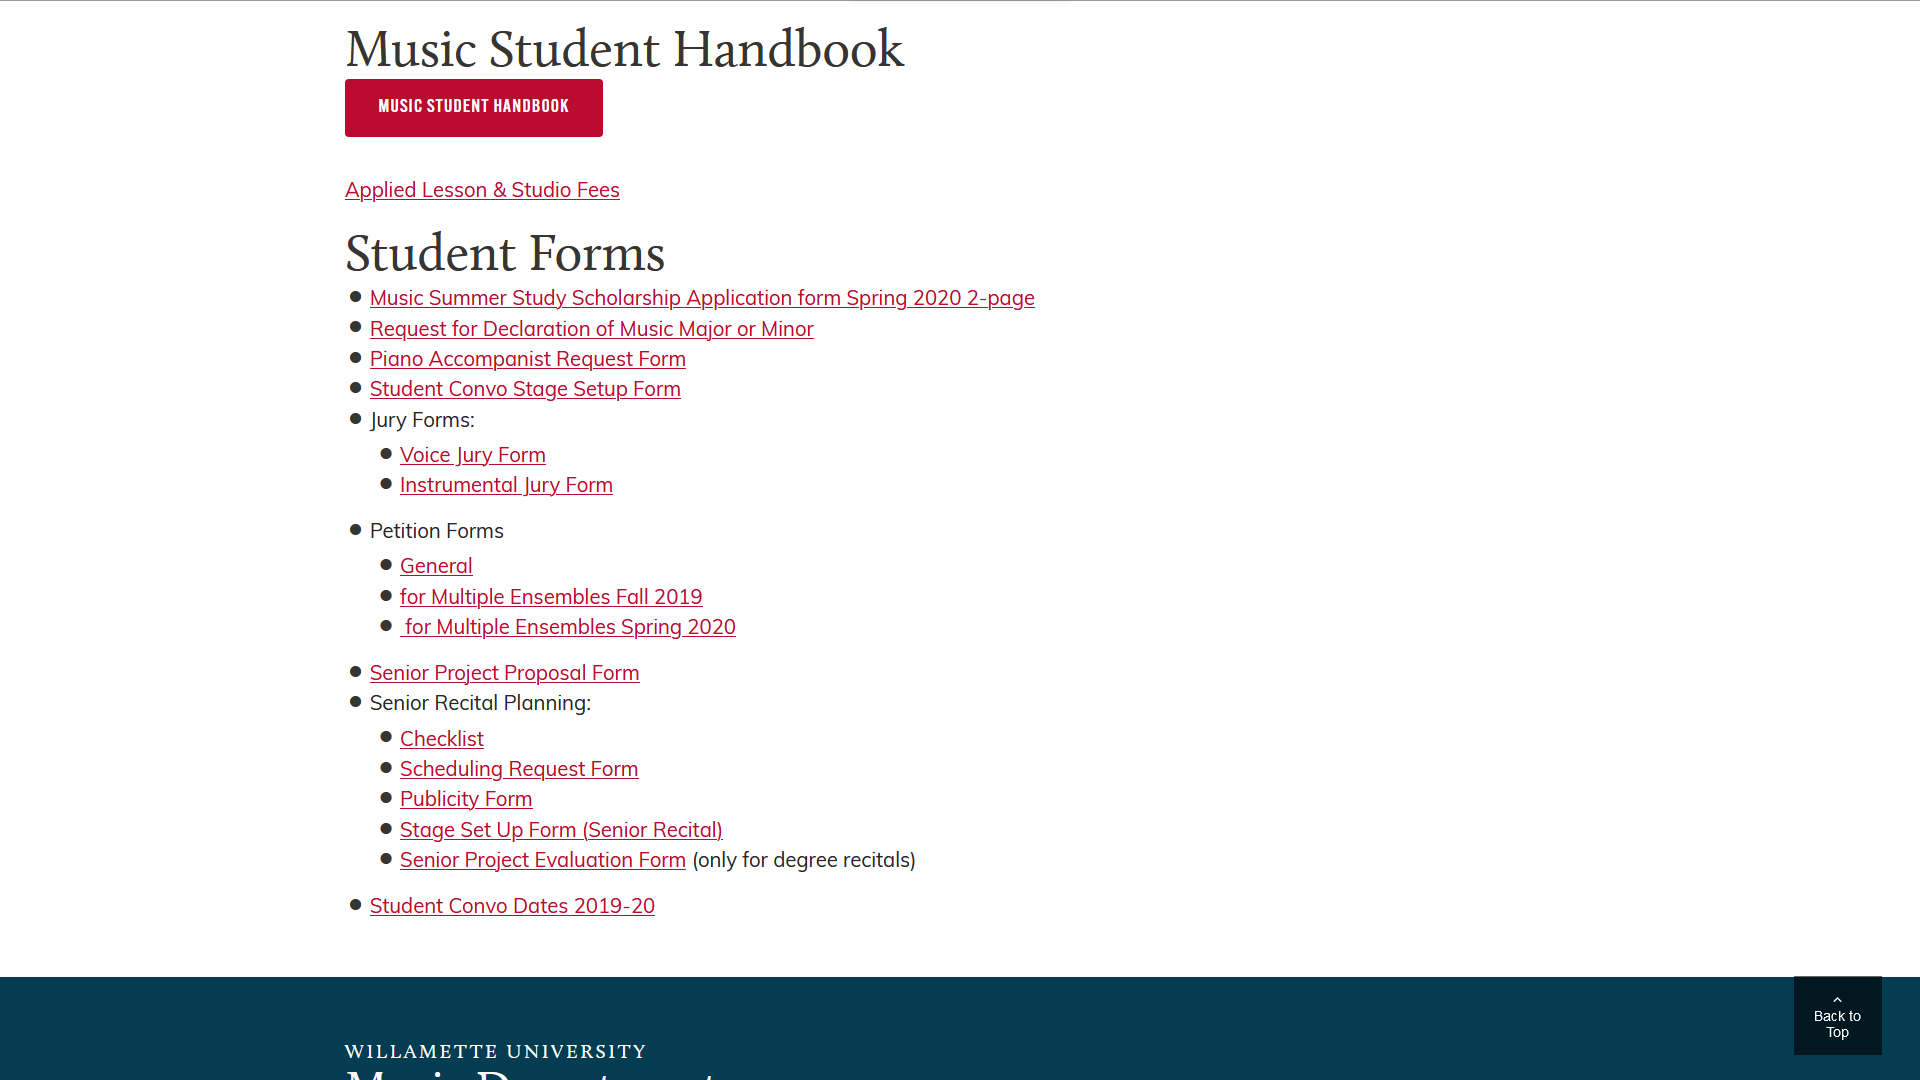 Music Student Handbook
MUSIC STUDENT HANDBOOK
Applied Lesson & Studio Fees
Student Forms
Music Summer Study Scholarship Application form Spring 2020 2-page
Request for Declaration of Music Major or Minor
Piano Accompanist Request Form
Student Convo Stage Setup Form
Jury Forms:
Voice Jury Form
Instrumental Jury Form
Petition Forms
General
for Multiple Ensembles Fall 2019
for Multiple Ensembles Spring 2020
Senior Project Proposal Form
Senior Recital Planning:
Checklist
Scheduling Request Form
Publicity Form
Stage Set Up Form (Senior Recital)
Senior Project Evaluation Form (only for degree recitals)
Student Convo Dates 2019-20
Back to
Top
WILLAMETTE UNIVERSITY